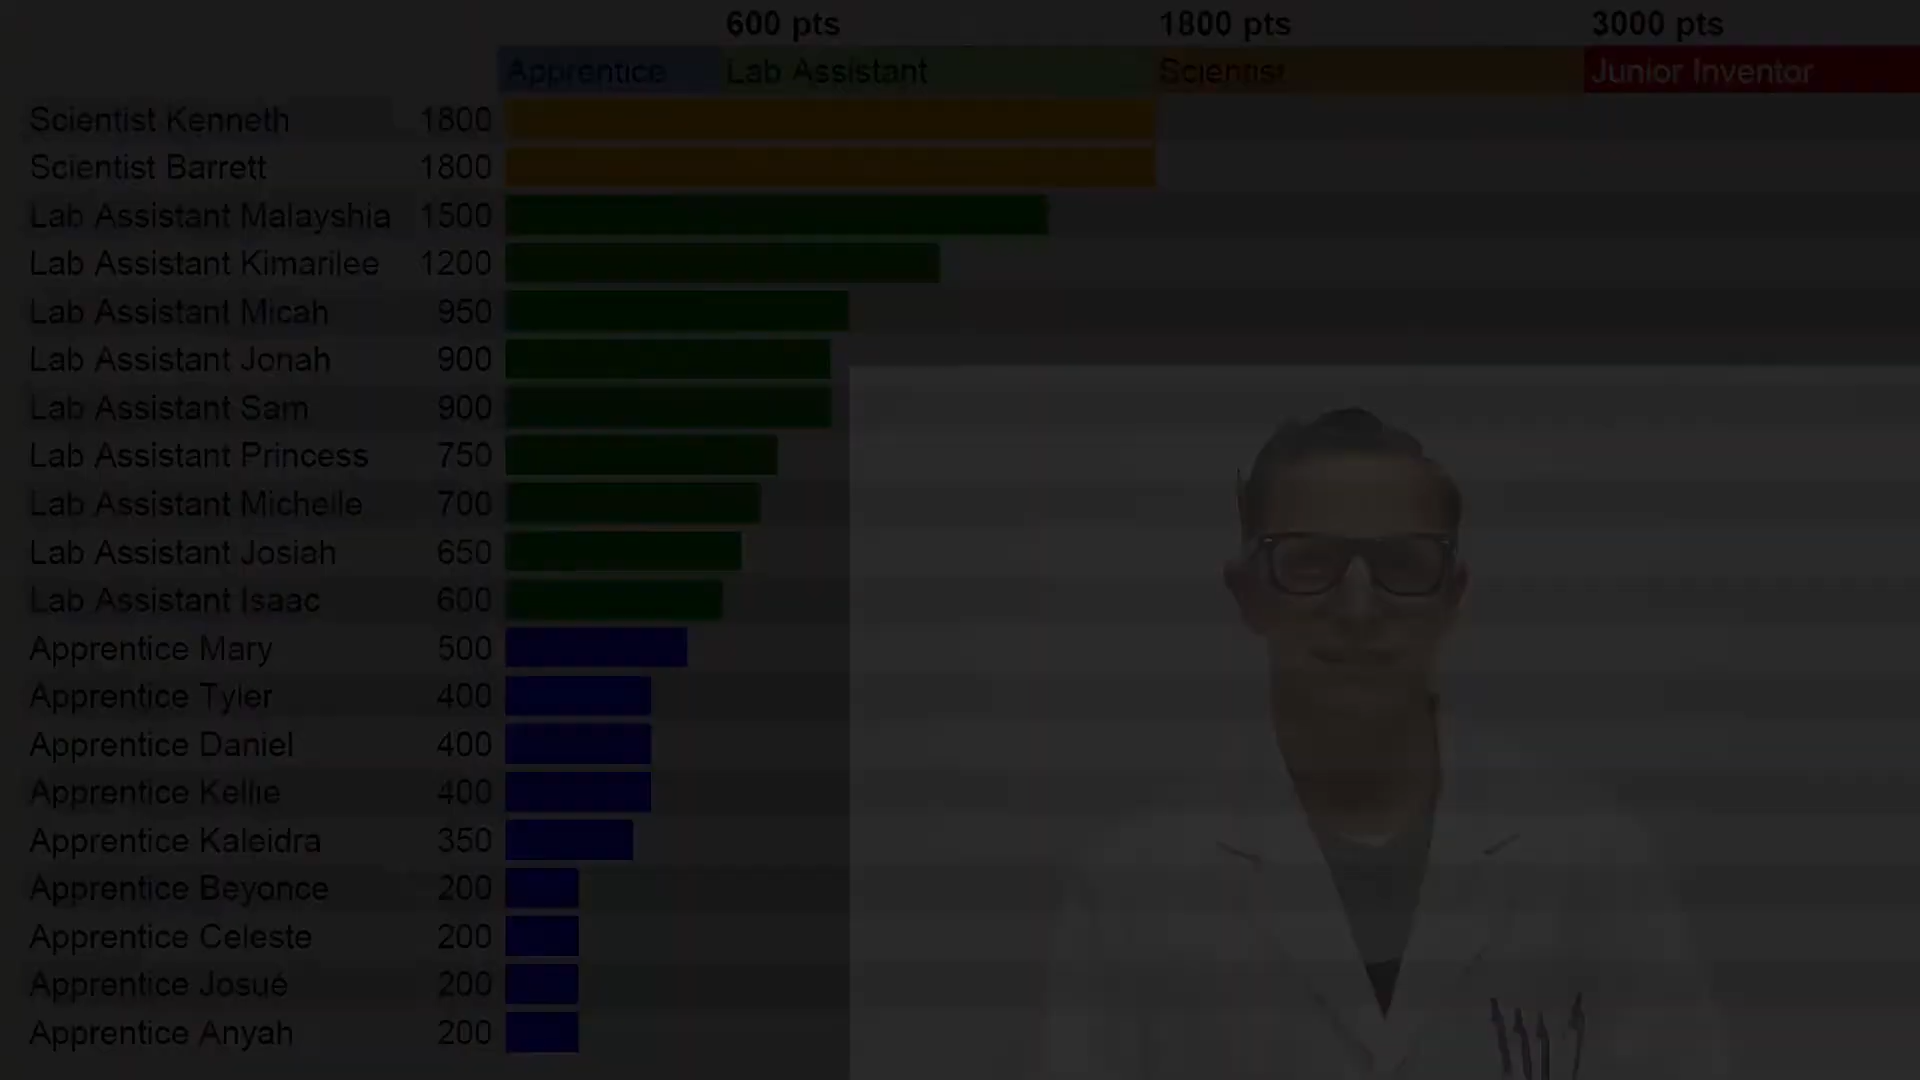 600 pts 1800 pts 3000 pts
Apprentice Lab Assistant Scientist Junior Inventor
Scientist Kenneth 1800
Scientist Barrett 1800
Lab Assistant Malayshia 1500
Lab Assistant Kimarilee 1200
Lab Assistant Micah 950
Lab Assistant Jonah 900
Lab Assistant Sam 900
Lab Assistant Princess 750
Lab Assistant Michelle 700
Lab Assistant Josiah 650
Lab Assistant Isaac 600
Apprentice Mary 500
Apprentice Tyler 400
Apprentice Daniel 400
Apprentice Kellie 400
Apprentice Kaleidra 350
Apprentice Beyonce 200
Apprentice Celeste 200
Apprentice Josué 200
Apprentice Anyah 200